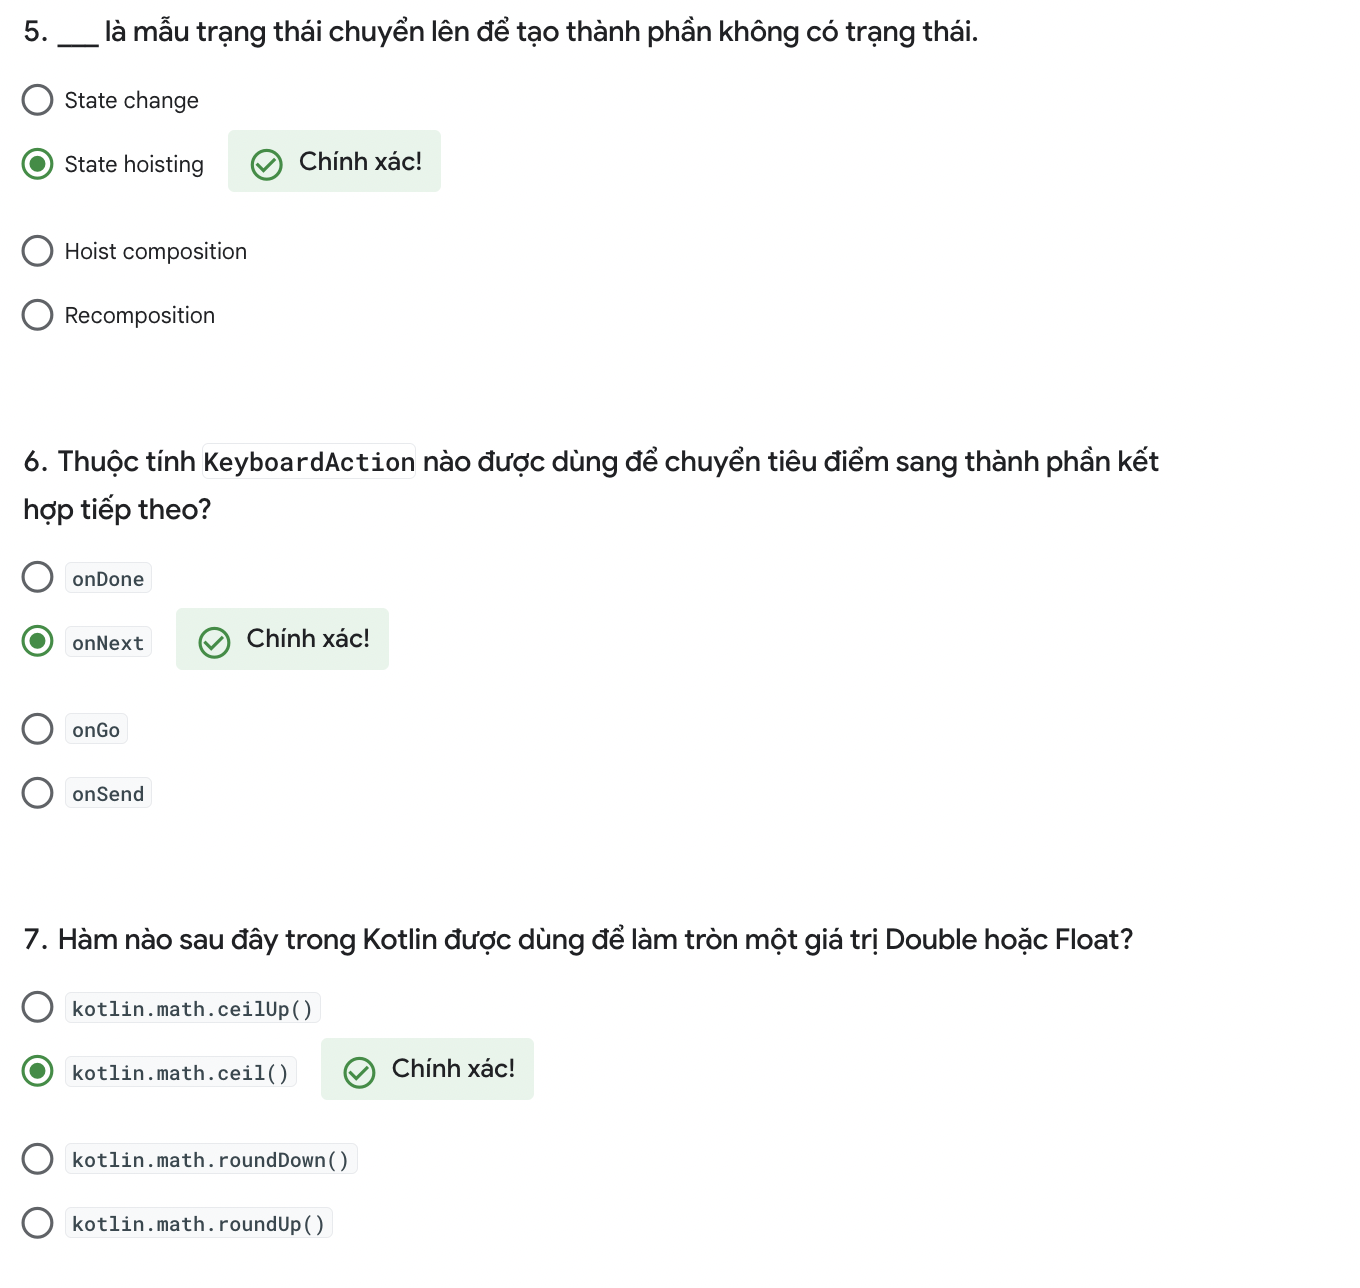 5. ___ là mẫu trạng thái chuyển lên để tạo thành phần không có trạng thái.
State change
State hoisting
Chính xác!
Hoist composition
Recomposition
6. Thuộc tính KeyboardAction nào được dùng để chuyển tiêu điểm sang thành phần kết
hợp tiếp theo?
onDone
onNext
Chính xác!
onGo
onSend
7. Hàm nào sau đây trong Kotlin được dùng để làm tròn một giá trị Double hoặc Float?
kotlin.math.ceilUp()
kotlin.math.ceil()
Chính xác!
kotlin.math.roundDown()
kotlin.math.roundUp()